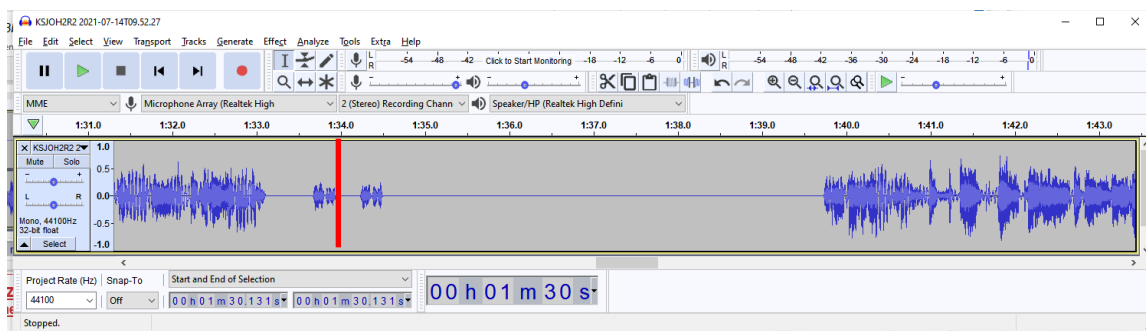 KSJOH2R2 2021-07-14T09.52.27
File Edit Select View Transport Tracks Generate Effect Analyze Tools Extra Help
L R -54 -48 -42 Click to Start Monitoring -18 -12 -6 0 L R -54 -48 -42 -36 -30 -24 -18 -12 -6 0
MME Microphone Array (Realtek High 2 (Stereo) Recording Chann Speaker/HP (Realtek High Defini
1:31.0 1:32.0 1:33.0 1:34.0 1:35.0 1:36.0 1:37.0 1:38.0 1:39.0 1:40.0 1:41.0 1:42.0 1:43.0
X KSJOH2R2 2 1.0
Mute Solo
- + 0.5
L R 0.0
Mono, 44100Hz -0.5
32-bit float
Select -1.0
Project Rate (Hz) Snap-To Start and End of Selection
44100 Off 00h01m30.131s 00h01m30.131s 00h01m30s
Stopped.